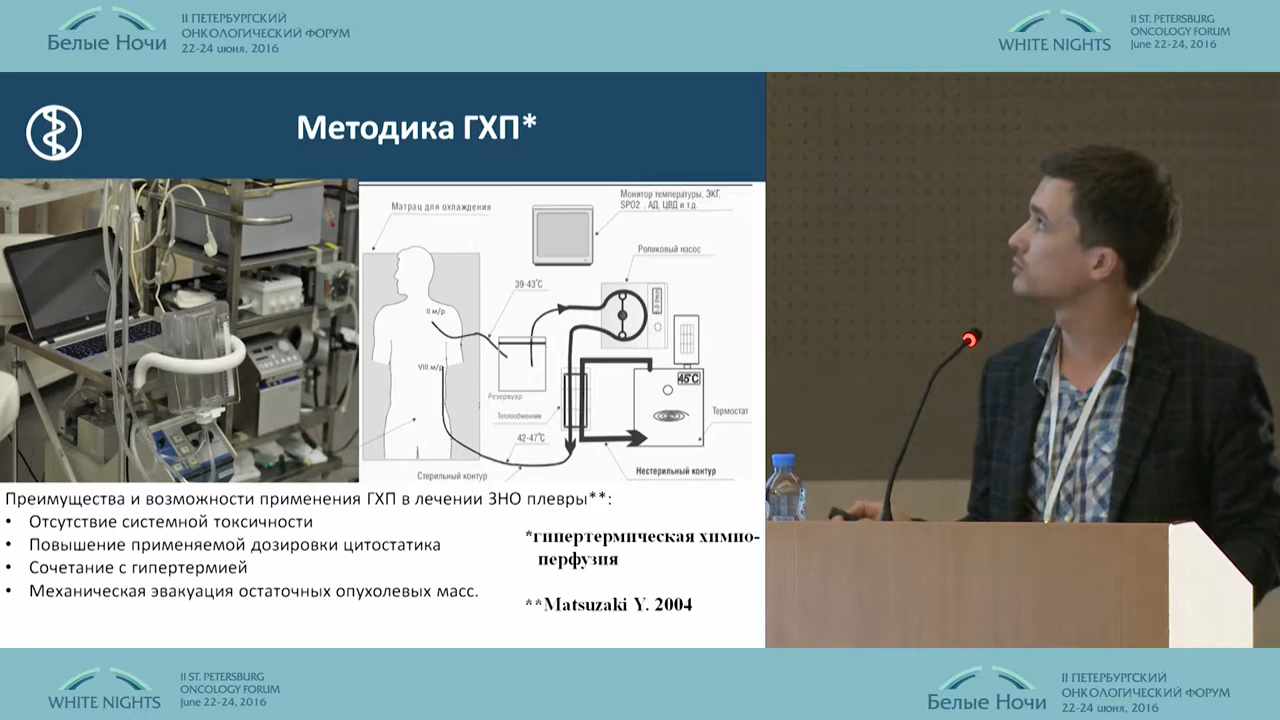 II ПЕТЕРБУРГСКИЙ
ОНКОЛОГИЧЕСКИЙ ФОРУМ
Белые Ночи
22-24 июня, 2016
II ST. PETERSBURG
ONCOLOGY FORUM
WHITE NIGHTS
June 22-24, 2016
Методика ГХП*
Матрац для охлаждения
Монитор температуры, ЭКГ,
SPO2 , АД, ЦВД и т.д.
Роликовый насос
39-43°C
II м/р
VIII м/р
Резервуар
Теплообменник
45°C
Термостат
42-47°C
Стерильный контур
Нестерильный контур
Преимущества и возможности применения ГХП в лечении ЗНО плевры**:
• Отсутствие системной токсичности
• Повышение применяемой дозировки цитостатика
• Сочетание с гипертермией
• Механическая эвакуация остаточных опухолевых масс.
*гипертермическая химио-
перфузия
**Matsuzaki Y. 2004
II ST. PETERSBURG
ONCOLOGY FORUM
WHITE NIGHTS
June 22-24, 2016
II ПЕТЕРБУРГСКИЙ
ОНКОЛОГИЧЕСКИЙ ФОРУМ
Белые Ночи
22-24 июня, 2016